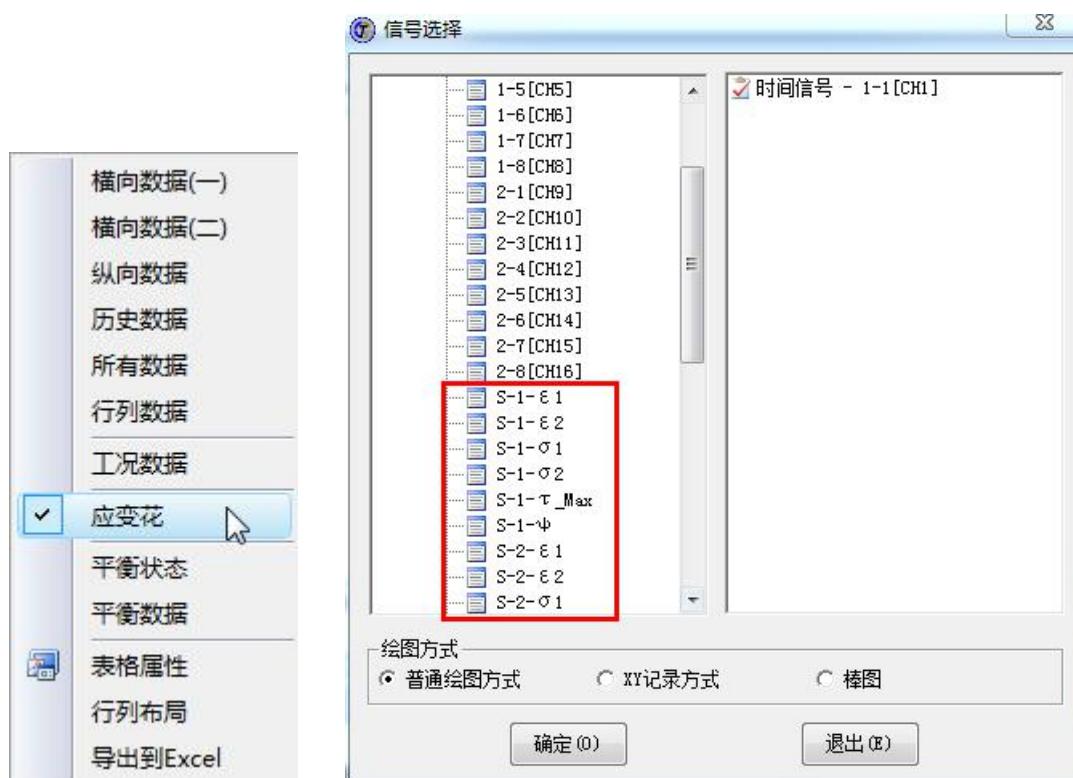 横向数据(一)
横向数据(二)
纵向数据
历史数据
所有数据
行列数据
工况数据
应变花
平衡状态
平衡数据
表格属性
行列布局
导出到Excel
信号选择
1-5[CH5]
1-6[CH6]
1-7[CH7]
1-8[CH8]
2-1[CH9]
2-2[CH10]
2-3[CH11]
2-4[CH12]
2-5[CH13]
2-6[CH14]
2-7[CH15]
2-8[CH16]
S-1-ε1
S-1-ε2
S-1-σ1
S-1-σ2
S-1-τ_Max
S-1-ψ
S-2-ε1
S-2-ε2
S-2-σ1
时间信号 - 1-1[CH1]
绘图方式
普通绘图方式 XY记录方式 棒图
确定(O) 退出(E)